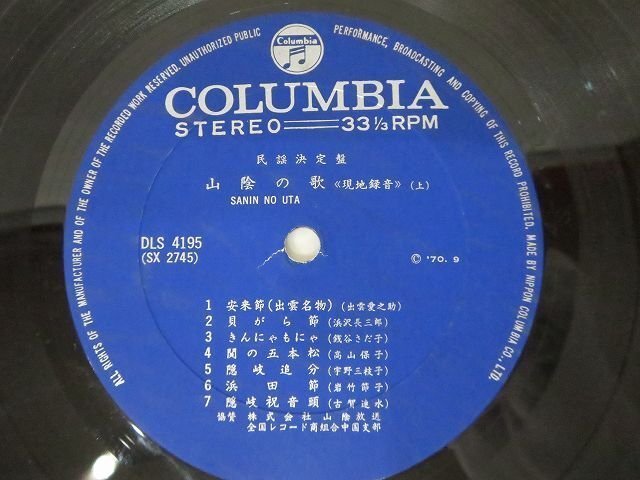 ALL RIGHTS OF THE MANUFACTURER AND OF THE OWNER OF THE RECORDED WORK RESERVED. UNAUTHORIZED PUBLIC PERFORMANCE, BROADCASTING AND COPYING OF THIS RECORD PROHIBITED. MADE BY NIPPON COLUMBIA CO., LTD.
Columbia
COLUMBIA
STEREO 33 1/3 RPM
民謡決定盤
山陰の歌《現地録音》(上)
SANIN NO UTA
DLS 4195
(SX 2745)
© '70. 9
1 安来節(出雲名物)(出雲愛之助)
2 貝がら節(浜沢長三郎)
3 きんにゃもにゃ(銭谷さだ子)
4 関の五本松(高山保子)
5 隠岐追分(宇野三枝子)
6 浜田節(岩竹節子)
7 隠岐祝音頭(古賀速水)
協賛 株式会社山陰放送
全国レコード商組合中国支部